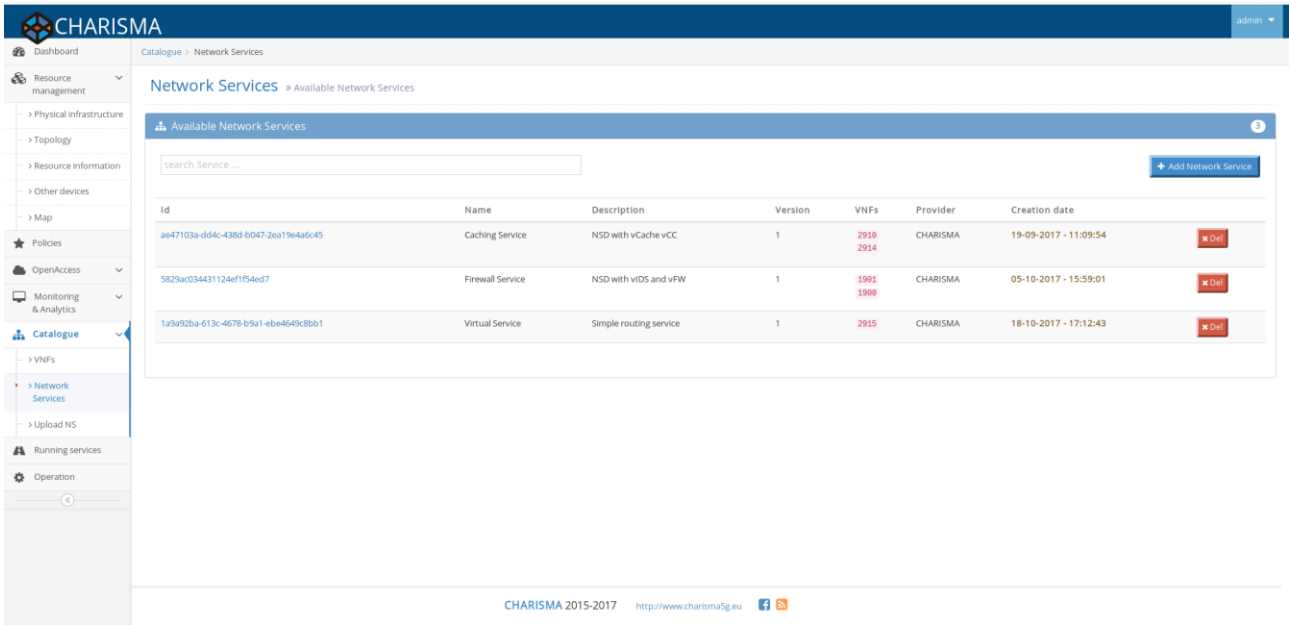 CHARISMA
admin
Dashboard
Resource
management
> Physical infrastructure
> Topology
> Resource information
> Other devices
> Map
Policies
OpenAccess
Monitoring
& Analytics
Catalogue
> VNFs
> Network
Services
> Upload NS
Running services
Operation
Catalogue > Network Services
Network Services » Available Network Services
Available Network Services 3
search Service ...
+ Add Network Service
Id Name Description Version VNFs Provider Creation date
ae47103a-dd4c-438d-b047-2ea19e4a6c45 Caching Service NSD with vCache vCC 1 2910 CHARISMA 19-09-2017 - 11:09:54 × Del
2914
5829ac034431124ef1f54ed7 Firewall Service NSD with vIDS and vFW 1 1901 CHARISMA 05-10-2017 - 15:59:01 × Del
1900
1a9a92ba-613c-4678-b9a1-ebe4649c8bb1 Virtual Service Simple routing service 1 2915 CHARISMA 18-10-2017 - 17:12:43 × Del
CHARISMA 2015-2017 http://www.charisma5g.eu